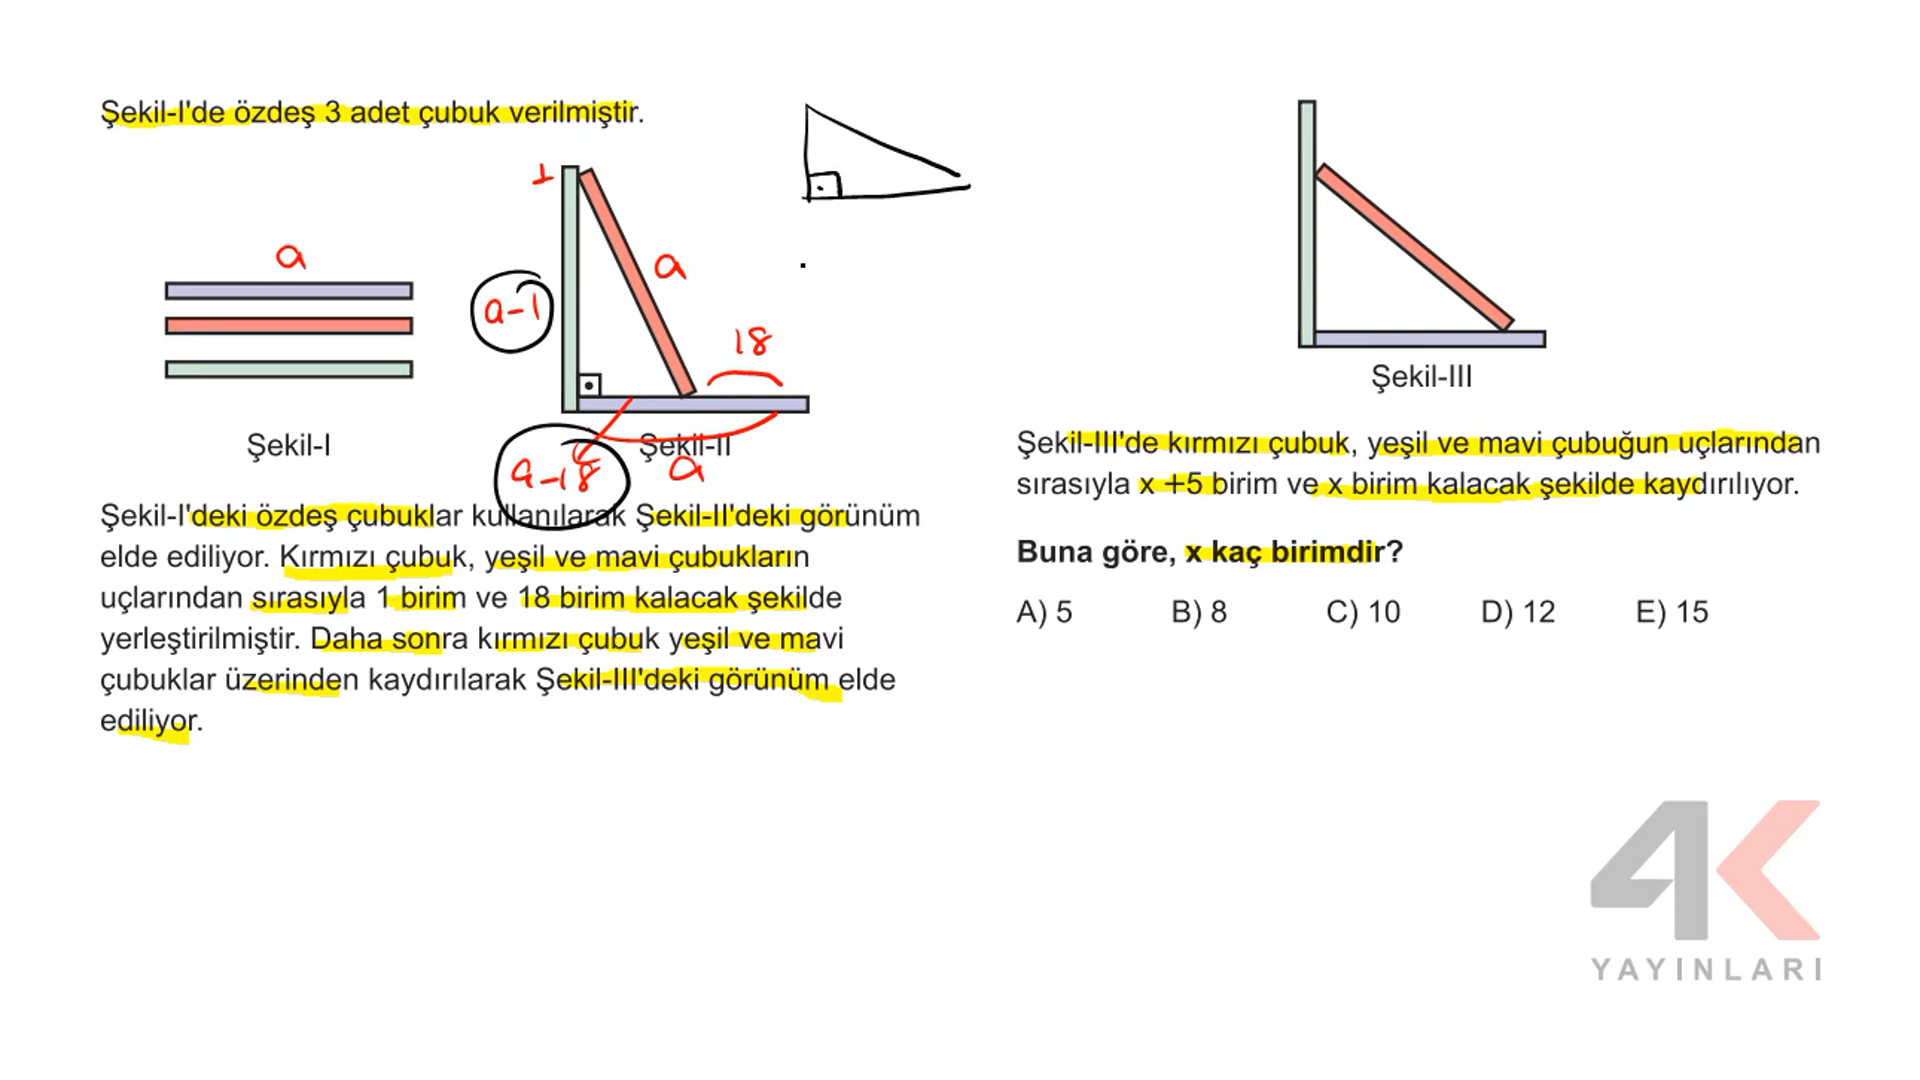 Şekil-I'de özdeş 3 adet çubuk verilmiştir.
a
1
a-1
a
18
Şekil-I
Şekil-II
a-18
a
Şekil-I'deki özdeş çubuklar kullanılarak Şekil-II'deki görünüm
elde ediliyor. Kırmızı çubuk, yeşil ve mavi çubukların
uçlarından sırasıyla 1 birim ve 18 birim kalacak şekilde
yerleştirilmiştir. Daha sonra kırmızı çubuk yeşil ve mavi
çubuklar üzerinden kaydırılarak Şekil-III'deki görünüm elde
ediliyor.
Şekil-III
Şekil-III'de kırmızı çubuk, yeşil ve mavi çubuğun uçlarından
sırasıyla x +5 birim ve x birim kalacak şekilde kaydırılıyor.
Buna göre, x kaç birimdir?
A) 5 B) 8 C) 10 D) 12 E) 15
4K
YAYINLARI